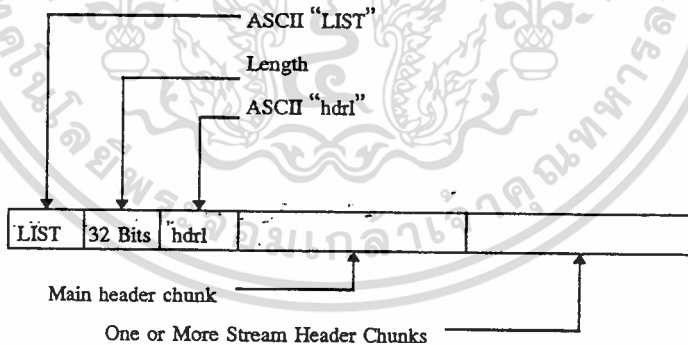 ASCII “LIST”
Length
ASCII “hdrl”
LIST 32 Bits hdrl
Main header chunk
One or More Stream Header Chunks